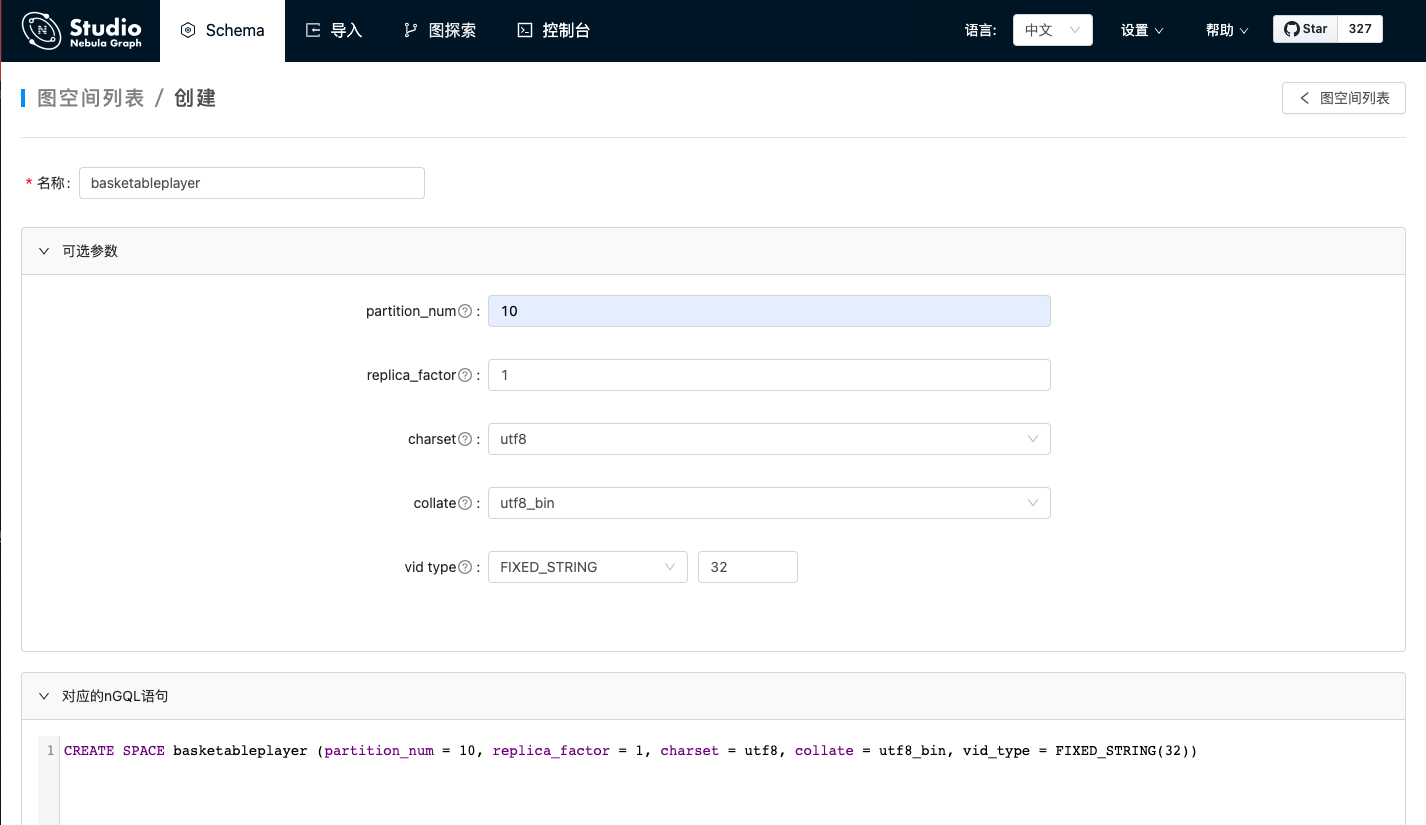 Studio
Nebula Graph
Schema
导入
图探索
控制台
语言:
中文
设置
帮助
Star
327
图空间列表 / 创建
图空间列表
* 名称:
basketableplayer
可选参数
partition_num :
10
replica_factor :
1
charset :
utf8
collate :
utf8_bin
vid type :
FIXED_STRING
32
对应的nGQL语句
1 CREATE SPACE basketableplayer (partition_num = 10, replica_factor = 1, charset = utf8, collate = utf8_bin, vid_type = FIXED_STRING(32))